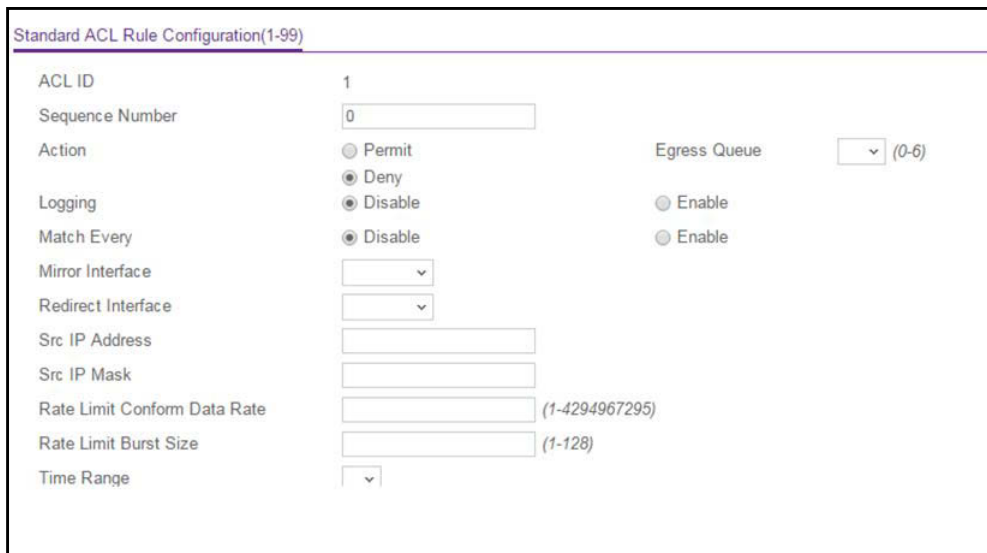 Standard ACL Rule Configuration(1-99)
ACL ID 1
Sequence Number 0
Action Permit Egress Queue (0-6)
Deny
Logging Disable Enable
Match Every Disable Enable
Mirror Interface
Redirect Interface
Src IP Address
Src IP Mask
Rate Limit Conform Data Rate (1-4294967295)
Rate Limit Burst Size (1-128)
Time Range